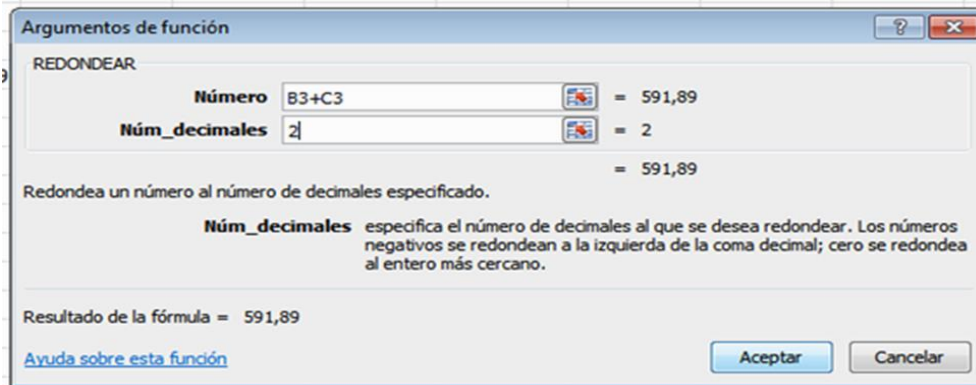 Argumentos de función
REDONDEAR
Número B3+C3 = 591,89
Núm_decimales 2 = 2
= 591,89
Redondea un número al número de decimales especificado.
Núm_decimales especifica el número de decimales al que se desea redondear. Los números
negativos se redondean a la izquierda de la coma decimal; cero se redondea
al entero más cercano.
Resultado de la fórmula = 591,89
Ayuda sobre esta función
Aceptar Cancelar